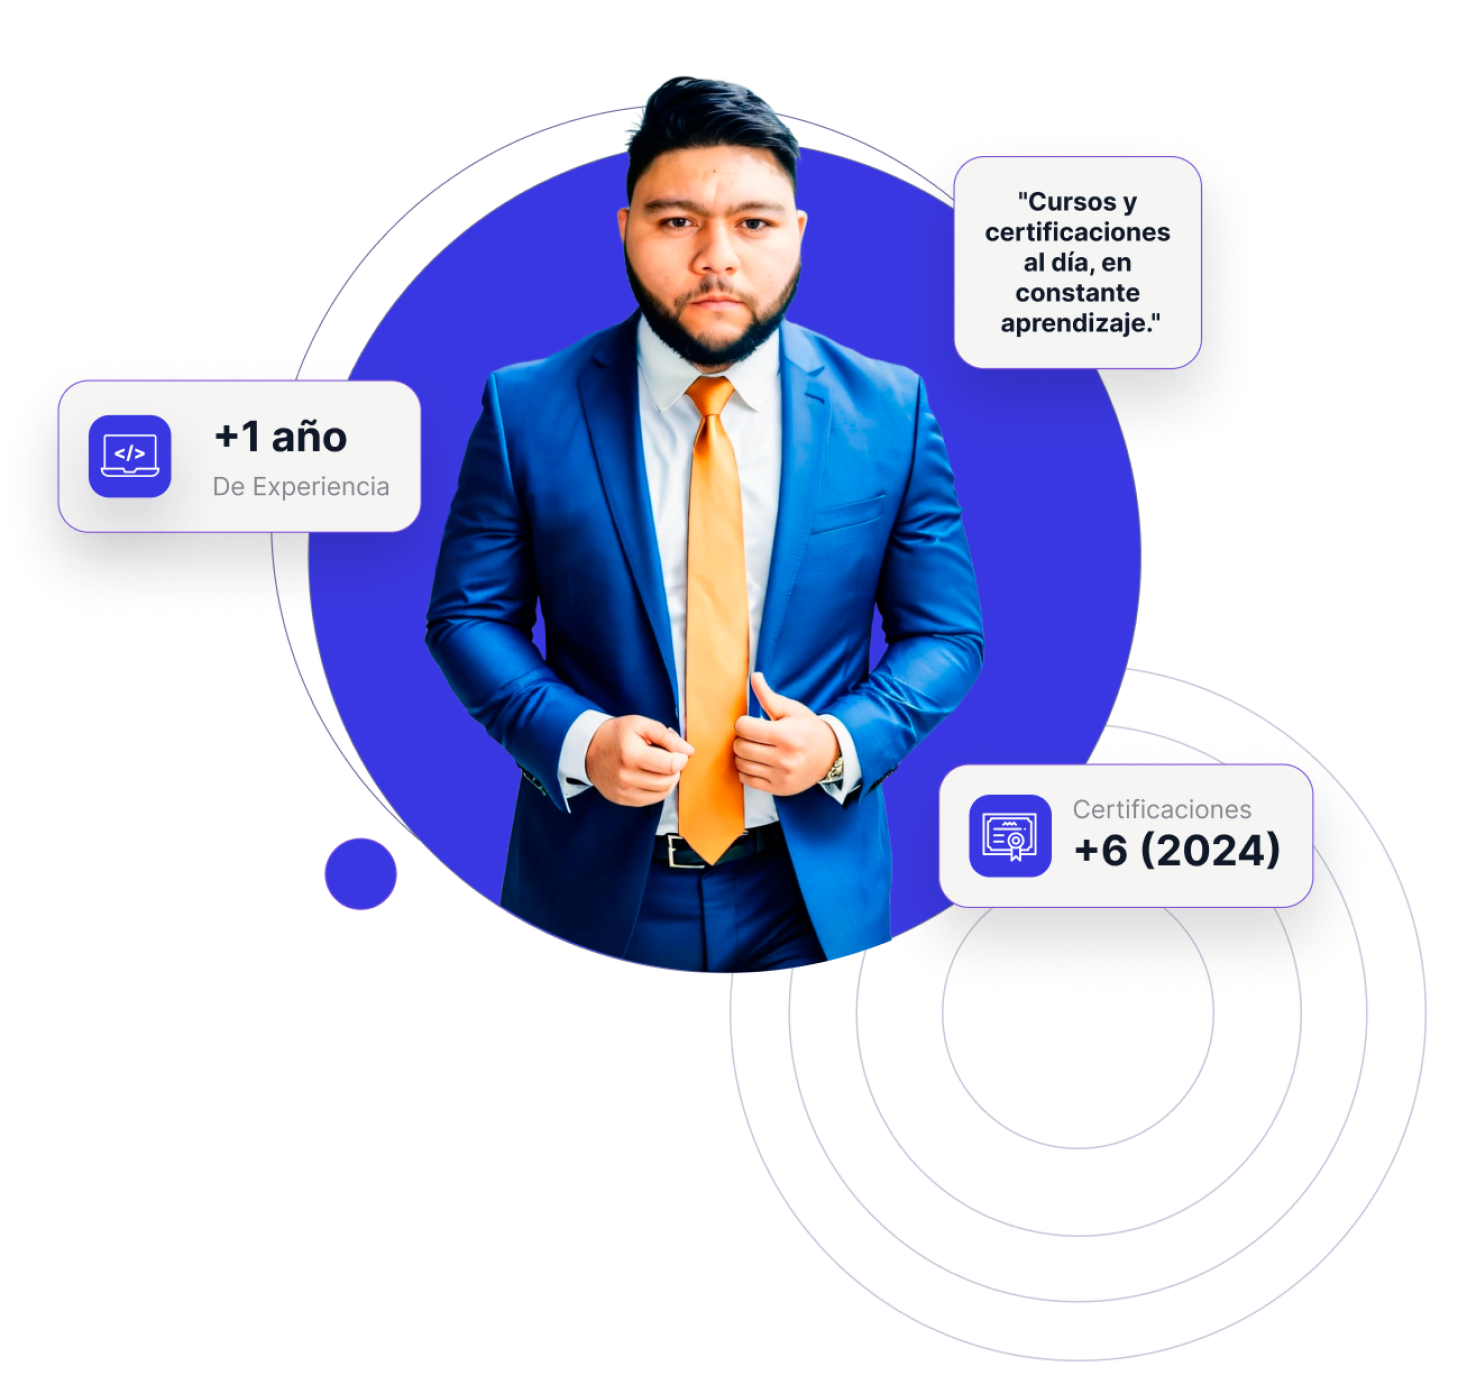 "Cursos y
certificaciones
al día, en
constante
aprendizaje."
+1 año
De Experiencia
Certificaciones
+6 (2024)